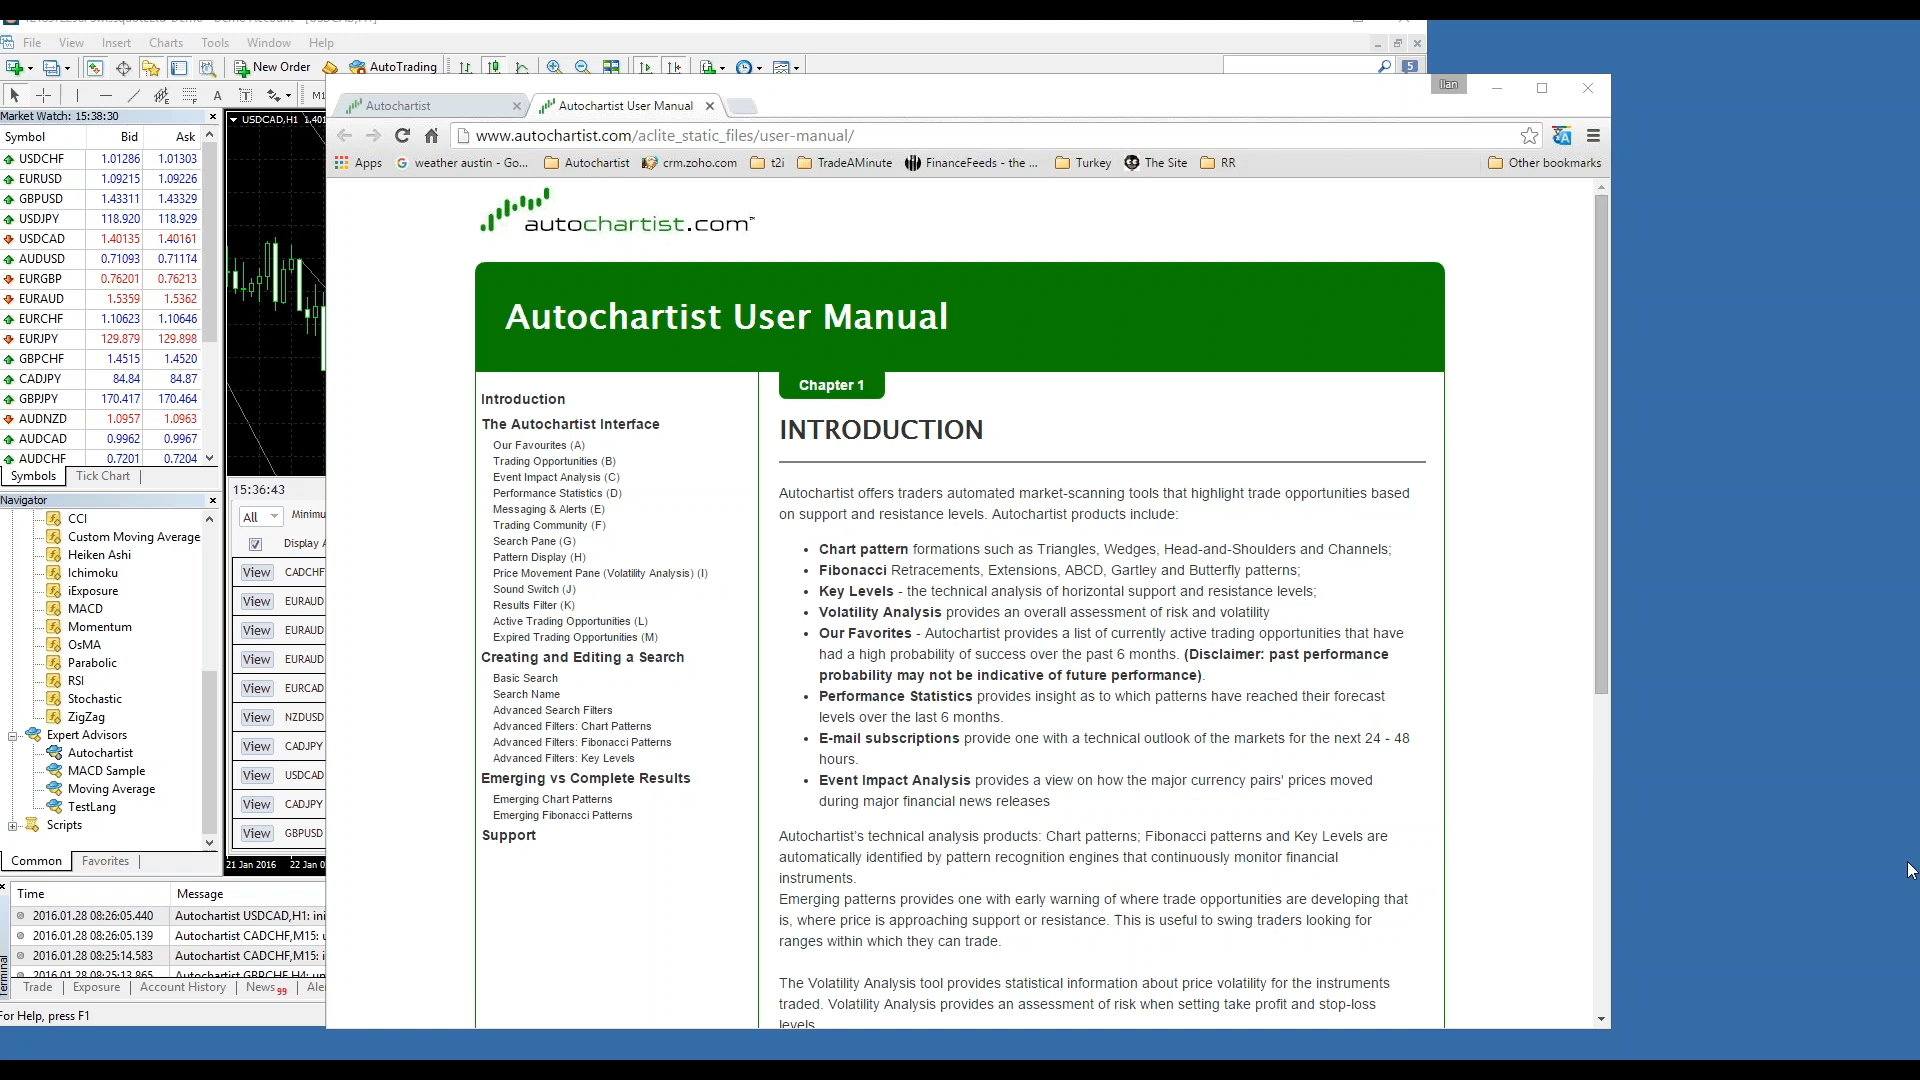 File View Insert Charts Tools Window Help
New Order AutoTrading
5
A T M1
Market Watch: 15:38:30
Symbol Bid Ask
USDCHF 1.01286 1.01303
EURUSD 1.09215 1.09226
GBPUSD 1.43311 1.43329
USDJPY 118.920 118.929
USDCAD 1.40135 1.40161
AUDUSD 0.71093 0.71114
EURGBP 0.76201 0.76213
EURAUD 1.5359 1.5362
EURCHF 1.10623 1.10646
EURJPY 129.879 129.898
GBPCHF 1.4515 1.4520
CADJPY 84.84 84.87
GBPJPY 170.417 170.464
AUDNZD 1.0957 1.0963
AUDCAD 0.9962 0.9967
AUDCHF 0.7201 0.7204
Symbols Tick Chart
Navigator
CCI
Custom Moving Average
Heiken Ashi
Ichimoku
iExposure
MACD
Momentum
OsMA
Parabolic
RSI
Stochastic
ZigZag
Expert Advisors
Autochartist
MACD Sample
Moving Average
TestLang
Scripts
Common Favorites
USDCAD,H1 1.401
15:36:43
All Minimu
Display A
View CADCHF
View EURAUD
View EURAUD
View EURAUD
View EURCAD
View NZDUSD
View CADJPY
View USDCAD
View CADJPY
View GBPUSD
21 Jan 2016 22 Jan 0
Time Message
2016.01.28 08:26:05.440 Autochartist USDCAD,H1: ini
2016.01.28 08:26:05.139 Autochartist CADCHF,M15: u
2016.01.28 08:25:14.583 Autochartist CADCHF,M15: i
2016.01.28 08:25:13.865 Autochartist GBPCHF,H4: un
Terminal
Trade Exposure Account History News 99 Ale
For Help, press F1
Ilan
Autochartist
Autochartist User Manual
www.autochartist.com/aclite_static_files/user-manual/
Apps weather austin - Go... Autochartist crm.zoho.com t2i TradeAMinute FinanceFeeds - the ... Turkey The Site RR Other bookmarks
autochartist.com™
Autochartist User Manual
Introduction
The Autochartist Interface
Our Favourites (A)
Trading Opportunities (B)
Event Impact Analysis (C)
Performance Statistics (D)
Messaging & Alerts (E)
Trading Community (F)
Search Pane (G)
Pattern Display (H)
Price Movement Pane (Volatility Analysis) (I)
Sound Switch (J)
Results Filter (K)
Active Trading Opportunities (L)
Expired Trading Opportunities (M)
Creating and Editing a Search
Basic Search
Search Name
Advanced Search Filters
Advanced Filters: Chart Patterns
Advanced Filters: Fibonacci Patterns
Advanced Filters: Key Levels
Emerging vs Complete Results
Emerging Chart Patterns
Emerging Fibonacci Patterns
Support
Chapter 1
INTRODUCTION
Autochartist offers traders automated market-scanning tools that highlight trade opportunities based
on support and resistance levels. Autochartist products include:
• Chart pattern formations such as Triangles, Wedges, Head-and-Shoulders and Channels;
• Fibonacci Retracements, Extensions, ABCD, Gartley and Butterfly patterns;
• Key Levels - the technical analysis of horizontal support and resistance levels;
• Volatility Analysis provides an overall assessment of risk and volatility
• Our Favorites - Autochartist provides a list of currently active trading opportunities that have
had a high probability of success over the past 6 months. (Disclaimer: past performance
probability may not be indicative of future performance).
• Performance Statistics provides insight as to which patterns have reached their forecast
levels over the last 6 months.
• E-mail subscriptions provide one with a technical outlook of the markets for the next 24 - 48
hours.
• Event Impact Analysis provides a view on how the major currency pairs' prices moved
during major financial news releases
Autochartist's technical analysis products: Chart patterns; Fibonacci patterns and Key Levels are
automatically identified by pattern recognition engines that continuously monitor financial
instruments.
Emerging patterns provides one with early warning of where trade opportunities are developing that
is, where price is approaching support or resistance. This is useful to swing traders looking for
ranges within which they can trade.
The Volatility Analysis tool provides statistical information about price volatility for the instruments
traded. Volatility Analysis provides an assessment of risk when setting take profit and stop-loss
levels